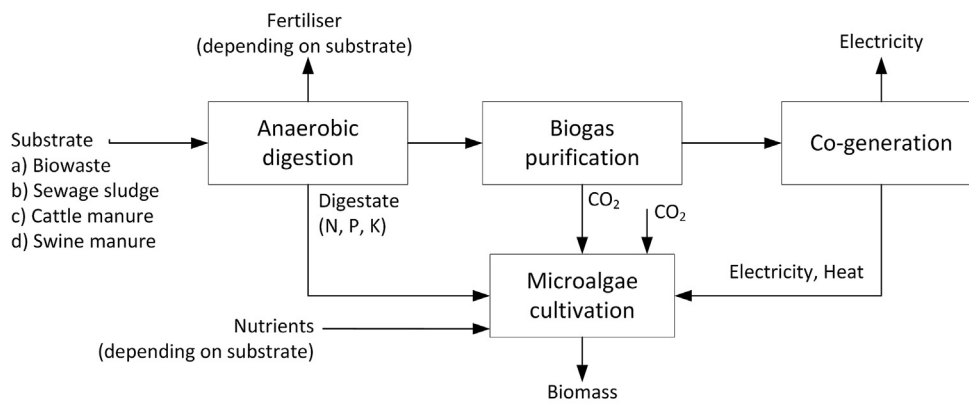 Fertiliser
(depending on substrate)
Electricity
Substrate
a) Biowaste
b) Sewage sludge
c) Cattle manure
d) Swine manure
Anaerobic
digestion
Biogas
purification
Co-generation
Digestate
(N, P, K)
CO₂
CO₂
Electricity, Heat
Microalgae
cultivation
Nutrients
(depending on substrate)
Biomass